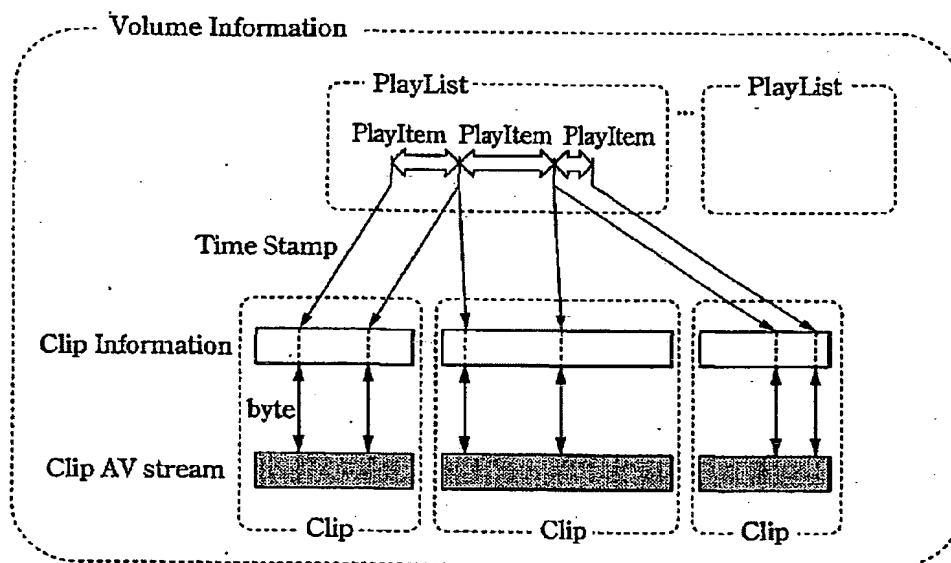 Volume Information
PlayList
...
PlayList
PlayItem PlayItem PlayItem
Time Stamp
Clip Information
byte
Clip AV stream
Clip
Clip
Clip